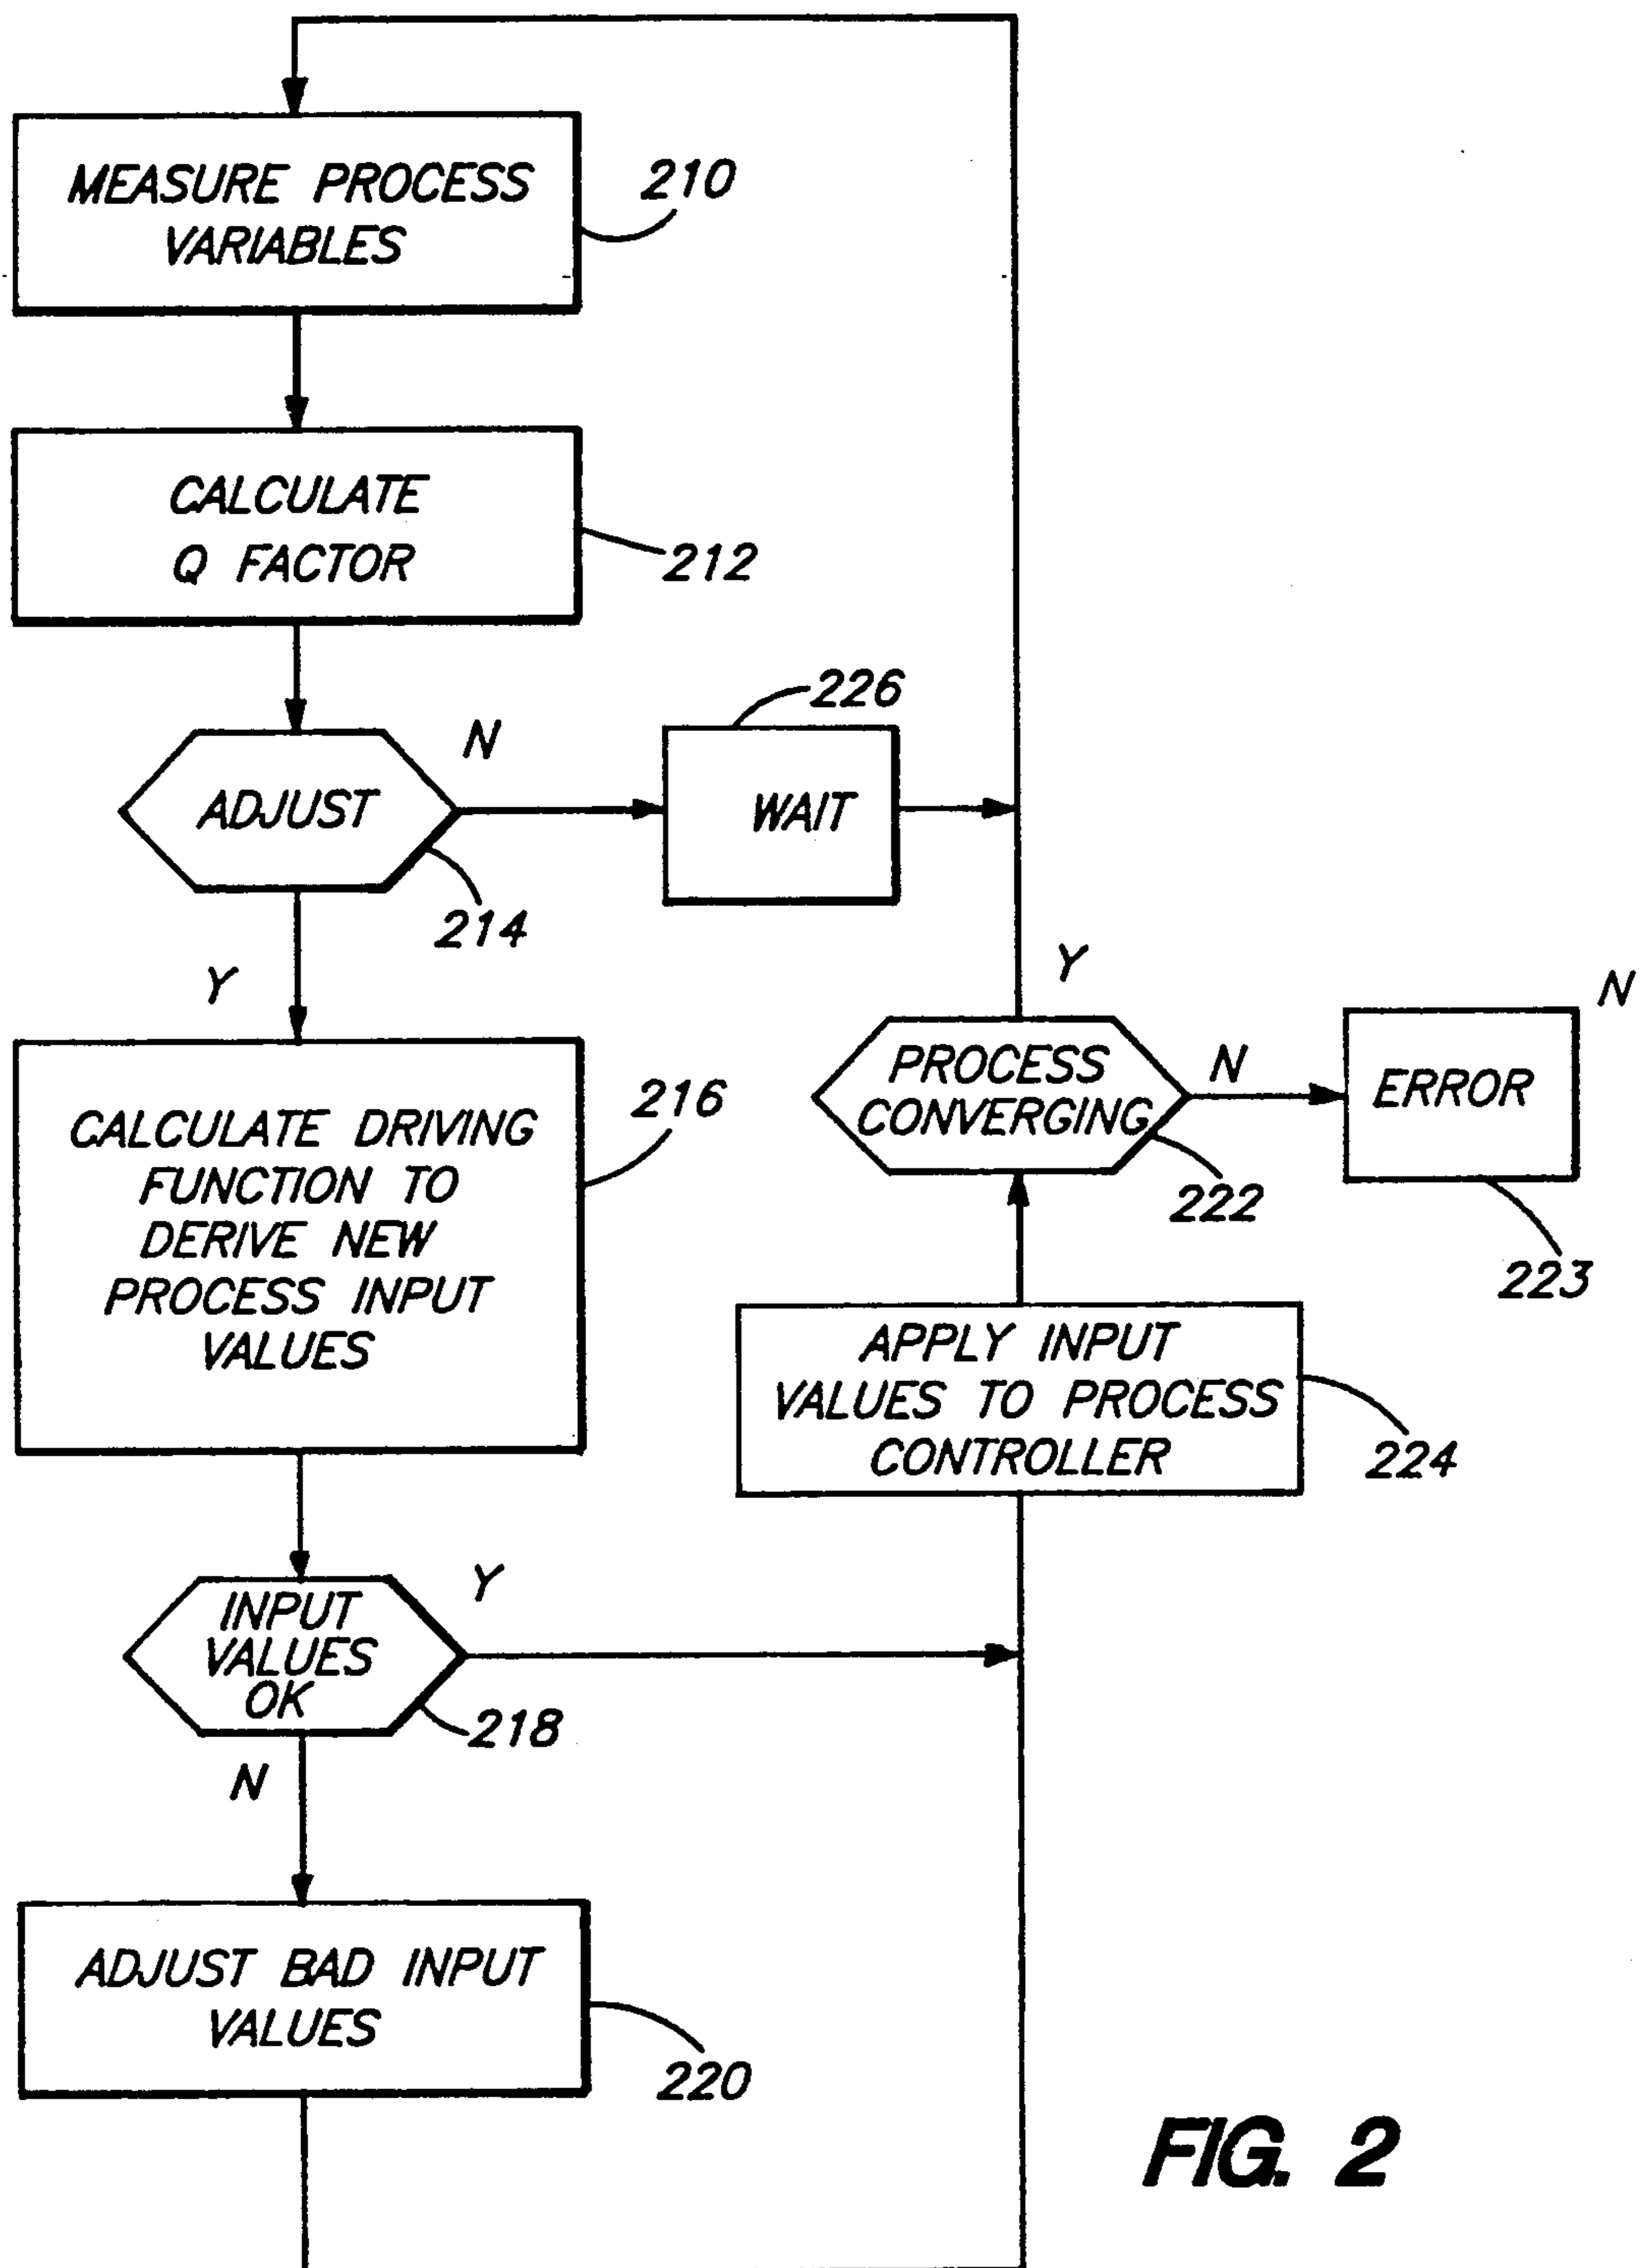 MEASURE PROCESS
VARIABLES
210
CALCULATE
Q FACTOR
212
ADJUST
214
N
226
WAIT
Y
CALCULATE DRIVING
FUNCTION TO
DERIVE NEW
PROCESS INPUT
VALUES
216
INPUT
VALUES
OK
218
Y
N
ADJUST BAD INPUT
VALUES
220
APPLY INPUT
VALUES TO PROCESS
CONTROLLER
224
PROCESS
CONVERGING
222
Y
N
ERROR
N
223
FIG. 2